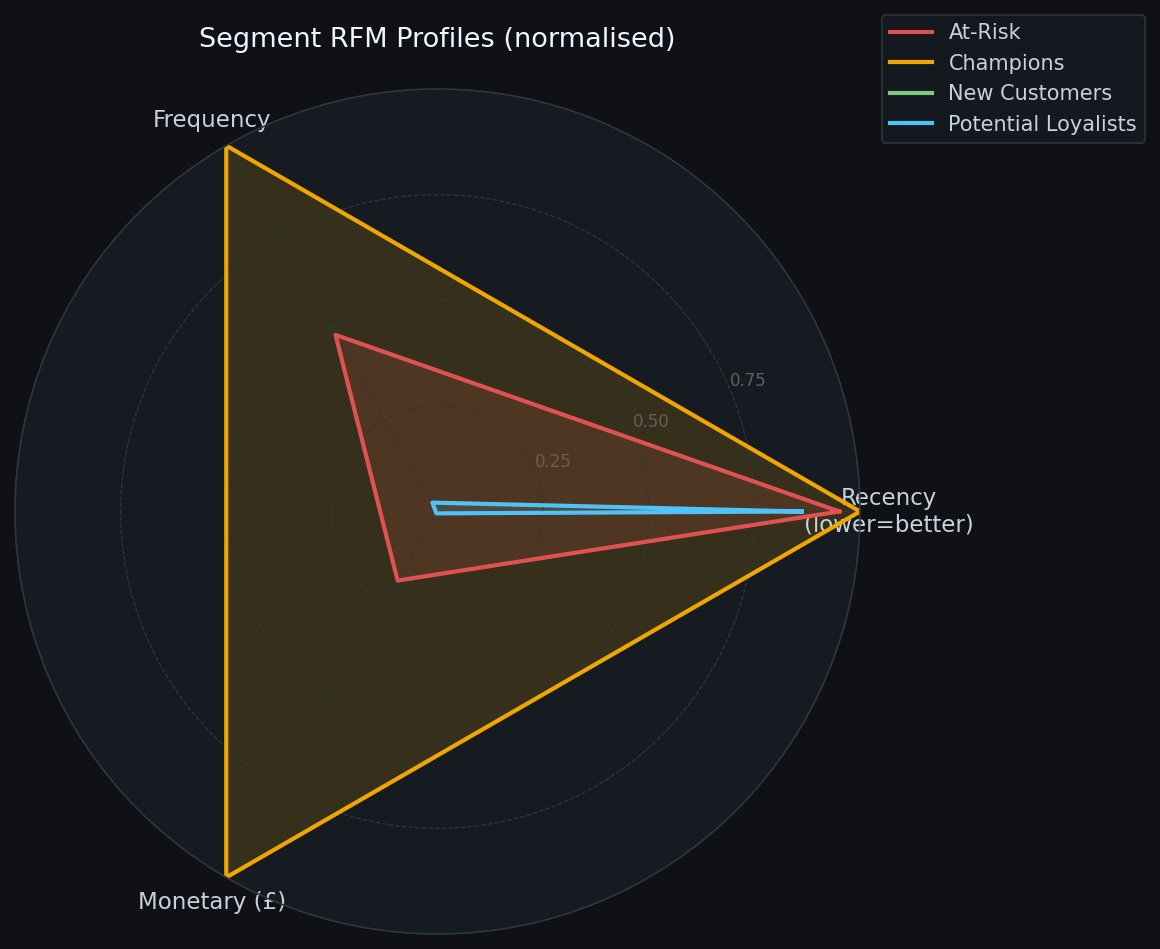 Segment RFM Profiles (normalised)
At-Risk
Champions
New Customers
Potential Loyalists
Frequency
0.75
0.50
0.25
Recency
(lower=better)
Monetary (£)